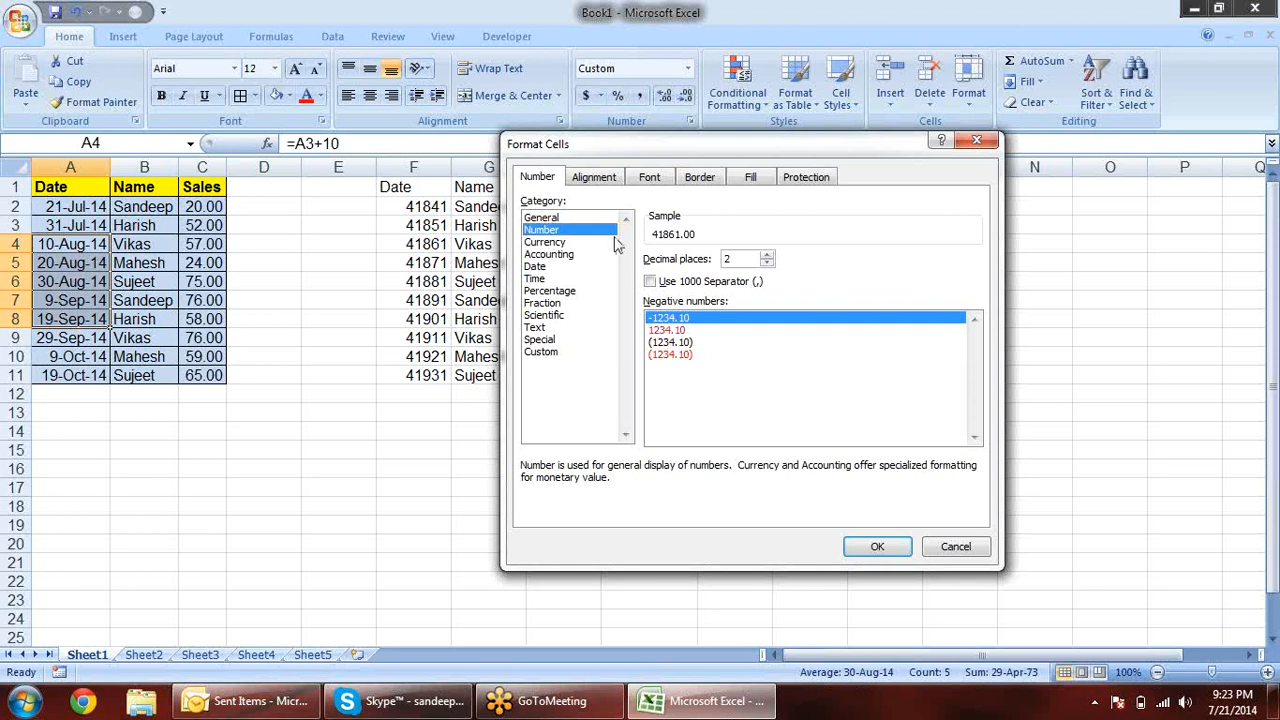 Book1 - Microsoft Excel
Home Insert Page Layout Formulas Data Review View Developer
Paste
Cut
Copy
Format Painter
Clipboard
Arial 12
B I U
Font
Wrap Text
Merge & Center
Alignment
Custom
$ % ,
Number
Conditional Formatting
Format as Table
Cell Styles
Styles
Insert Delete Format
Cells
AutoSum
Fill
Clear
Sort & Filter
Find & Select
Editing
A4 fx =A3+10
A B C D E F G N O P Q
1 Date Name Sales Date Name
2 21-Jul-14 Sandeep 20.00 41841 Sande
3 31-Jul-14 Harish 52.00 41851 Harish
4 10-Aug-14 Vikas 57.00 41861 Vikas
5 20-Aug-14 Mahesh 24.00 41871 Mahes
6 30-Aug-14 Sujeet 75.00 41881 Sujeet
7 9-Sep-14 Sandeep 76.00 41891 Sande
8 19-Sep-14 Harish 58.00 41901 Harish
9 29-Sep-14 Vikas 76.00 41911 Vikas
10 9-Oct-14 Mahesh 59.00 41921 Mahes
11 19-Oct-14 Sujeet 65.00 41931 Sujeet
12
13
14
15
16
17
18
19
20
21
22
23
24
25
Format Cells
Number Alignment Font Border Fill Protection
Category:
General
Number
Currency
Accounting
Date
Time
Percentage
Fraction
Scientific
Text
Special
Custom
Sample
41861.00
Decimal places: 2
Use 1000 Separator (,)
Negative numbers:
-1234.10
1234.10
(1234.10)
(1234.10)
Number is used for general display of numbers. Currency and Accounting offer specialized formatting
for monetary value.
OK Cancel
Sheet1 Sheet2 Sheet3 Sheet4 Sheet5
Ready Average: 30-Aug-14 Count: 5 Sum: 29-Apr-73 100%
Sent Items - Micr... Skype™ - sandeep... GoToMeeting Microsoft Excel - ...
9:23 PM
7/21/2014